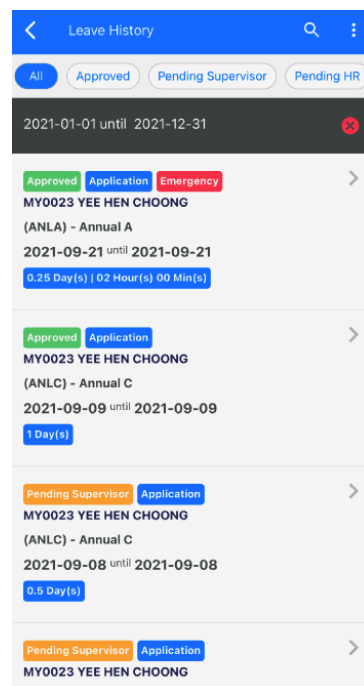 Leave History
All Approved Pending Supervisor Pending HR
2021-01-01 until 2021-12-31
Approved Application Emergency
MY0023 YEE HEN CHOONG
(ANLA) - Annual A
2021-09-21 until 2021-09-21
0.25 Day(s) | 02 Hour(s) 00 Min(s)
Approved Application
MY0023 YEE HEN CHOONG
(ANLC) - Annual C
2021-09-09 until 2021-09-09
1 Day(s)
Pending Supervisor Application
MY0023 YEE HEN CHOONG
(ANLC) - Annual C
2021-09-08 until 2021-09-08
0.5 Day(s)
Pending Supervisor Application
MY0023 YEE HEN CHOONG